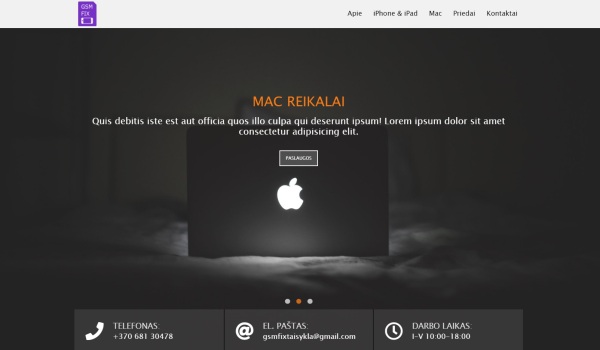 GSM
FIX
Apie
iPhone & iPad
Mac
Priedai
Kontaktai
MAC REIKALAI
Quis debitis iste est aut officia quos illo culpa qui deserunt ipsum! Lorem ipsum dolor sit amet
consectetur adipisicing elit.
PASLAUGOS
TELEFONAS:
+370 681 30478
EL. PAŠTAS:
gsmfixtaisykla@gmail.com
DARBO LAIKAS:
I-V 10:00-18:00